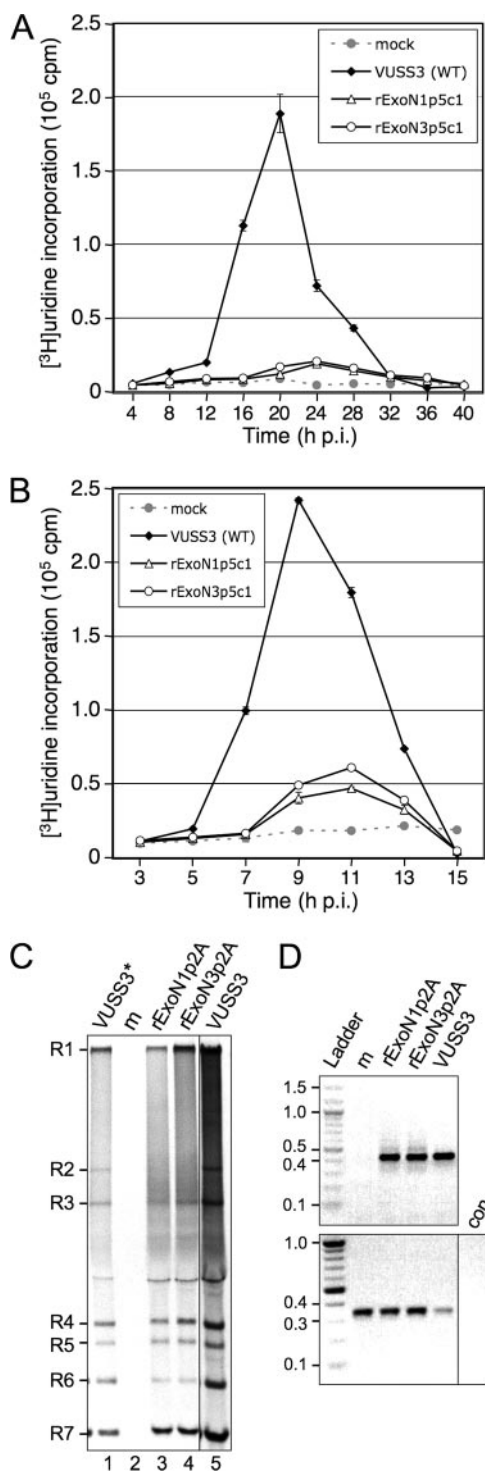 A
[³H]uridine incorporation (10⁵ cpm)
2.5
2.0
1.5
1.0
0.5
0
mock
VUSS3 (WT)
rExoN1p5c1
rExoN3p5c1
4 8 12 16 20 24 28 32 36 40
Time (h p.i.)
B
[³H]uridine incorporation (10⁵ cpm)
2.5
2.0
1.5
1.0
0.5
0
mock
VUSS3 (WT)
rExoN1p5c1
rExoN3p5c1
3 5 7 9 11 13 15
Time (h p.i.)
C
VUSS3* m rExoN1p2A rExoN3p2A VUSS3
R1
R2
R3
R4
R5
R6
R7
1 2 3 4 5
D
Ladder m rExoN1p2A rExoN3p2A VUSS3
1.5
1.0
0.5
0.4
0.1
con
1.0
0.4
0.3
0.1